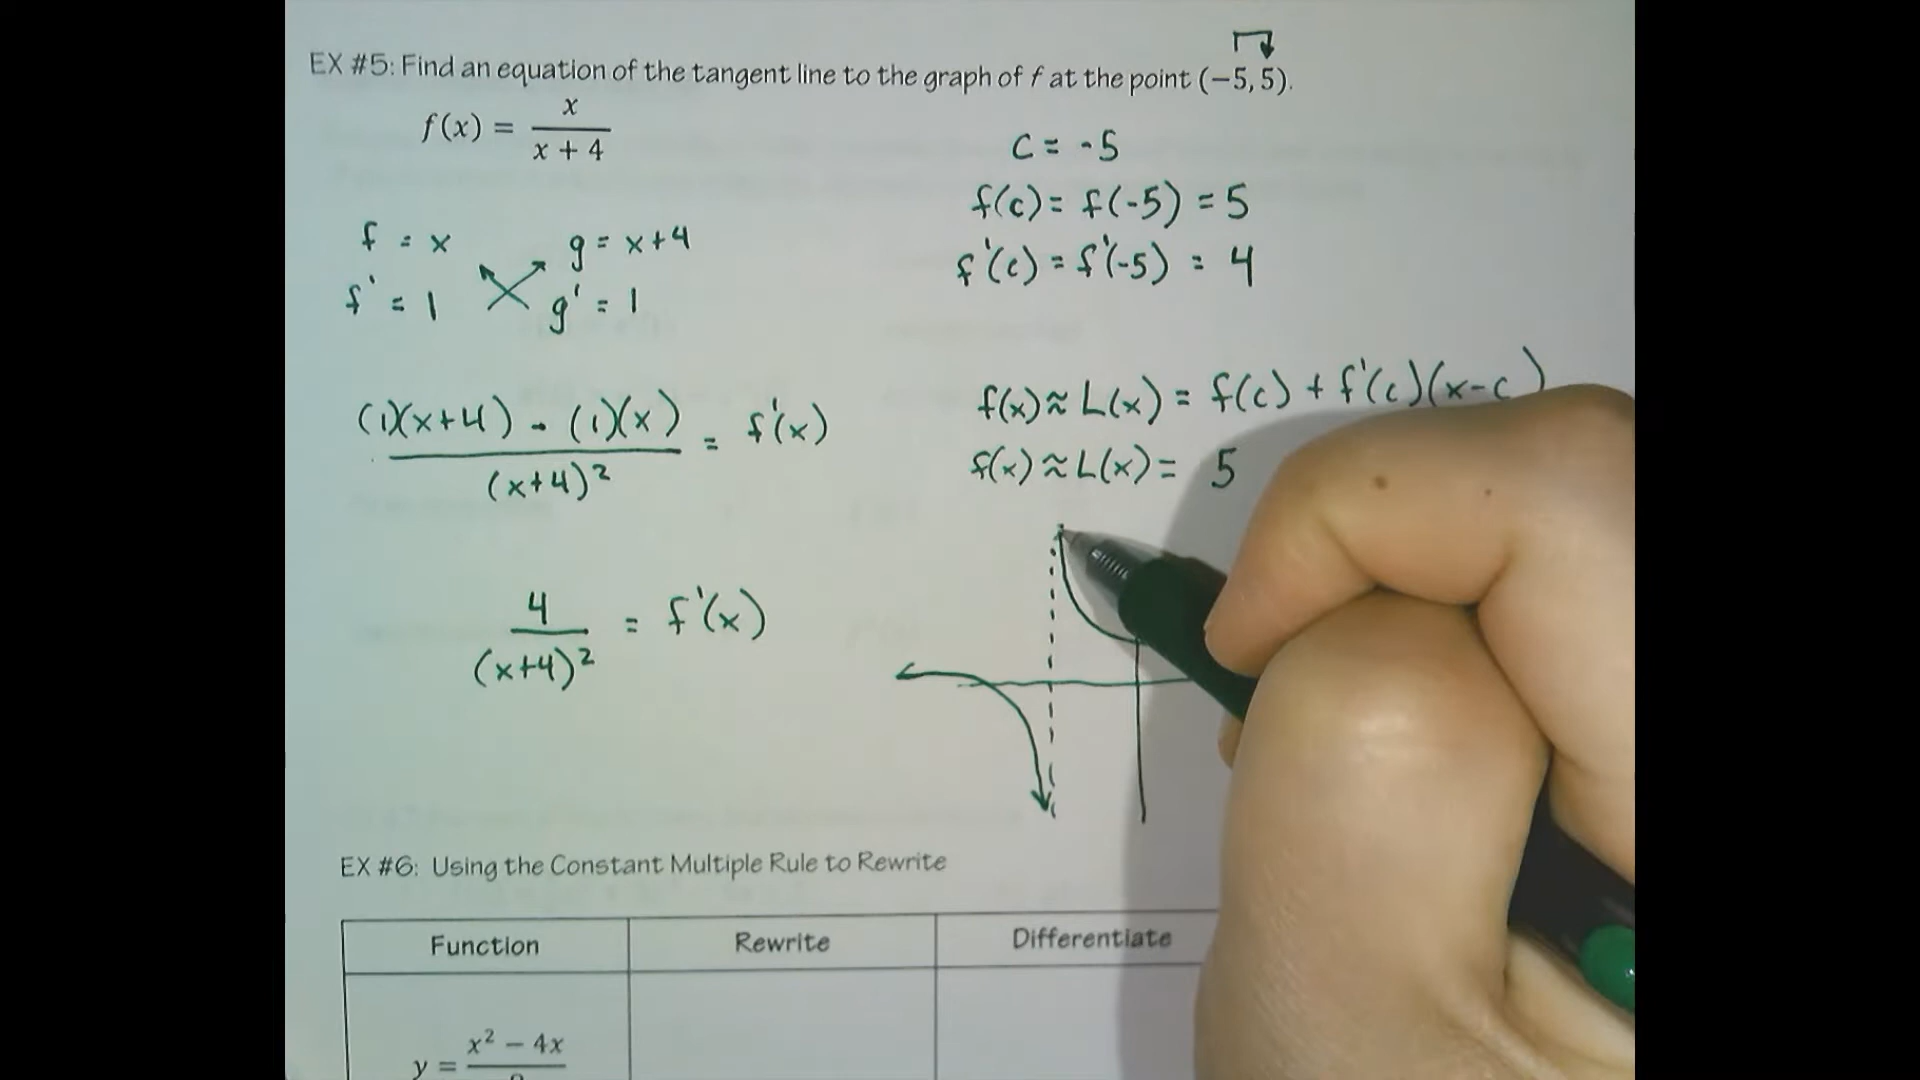 EX #5: Find an equation of the tangent line to the graph of f at the point (−5, 5).
f(x) = x / (x + 4)
c = -5
f(c) = f(-5) = 5
f'(c) = f'(-5) = 4
f = x
g = x+4
f' = 1
g' = 1
f(x) ≈ L(x) = f(c) + f'(c)(x-c)
f(x) ≈ L(x) = 5
((1)(x+4) - (1)(x)) / (x+4)² = f'(x)
4 / (x+4)² = f'(x)
EX #6: Using the Constant Multiple Rule to Rewrite
Function
Rewrite
Differentiate
y = x² − 4x